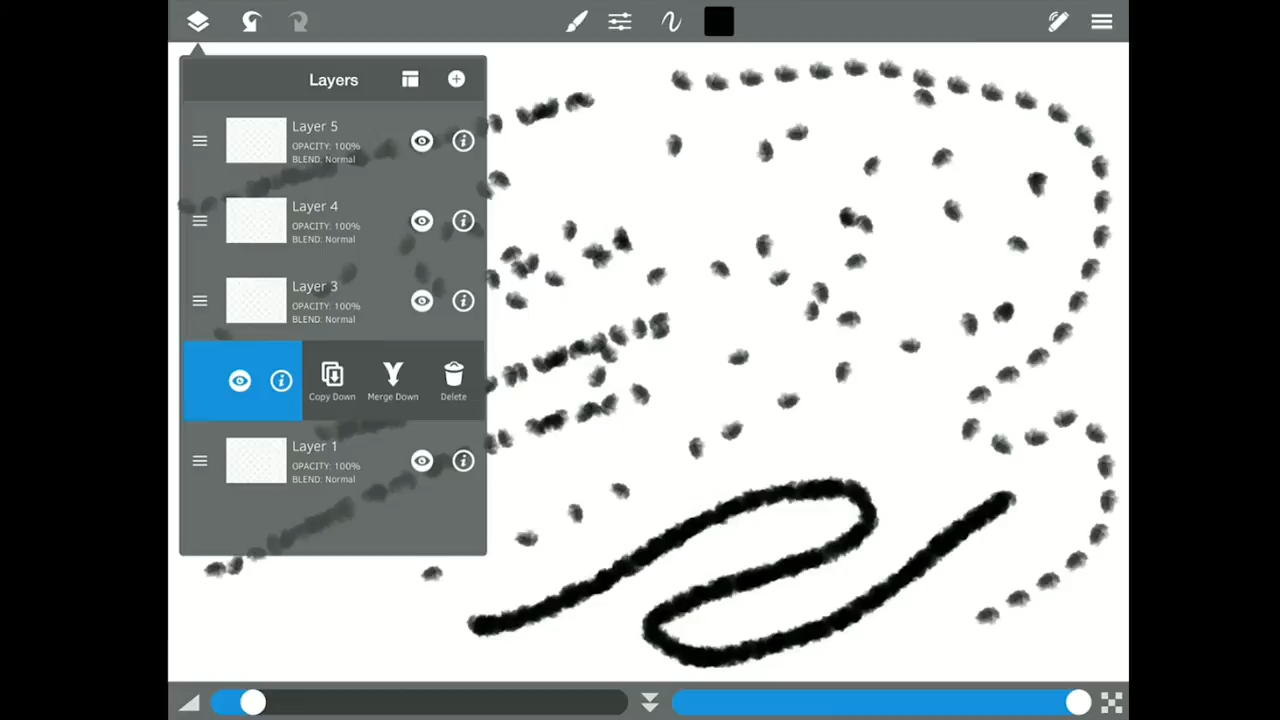 Layers
Layer 5
OPACITY: 100%
BLEND: Normal
Layer 4
OPACITY: 100%
BLEND: Normal
Layer 3
OPACITY: 100%
BLEND: Normal
Copy Down Merge Down Delete
Layer 1
OPACITY: 100%
BLEND: Normal